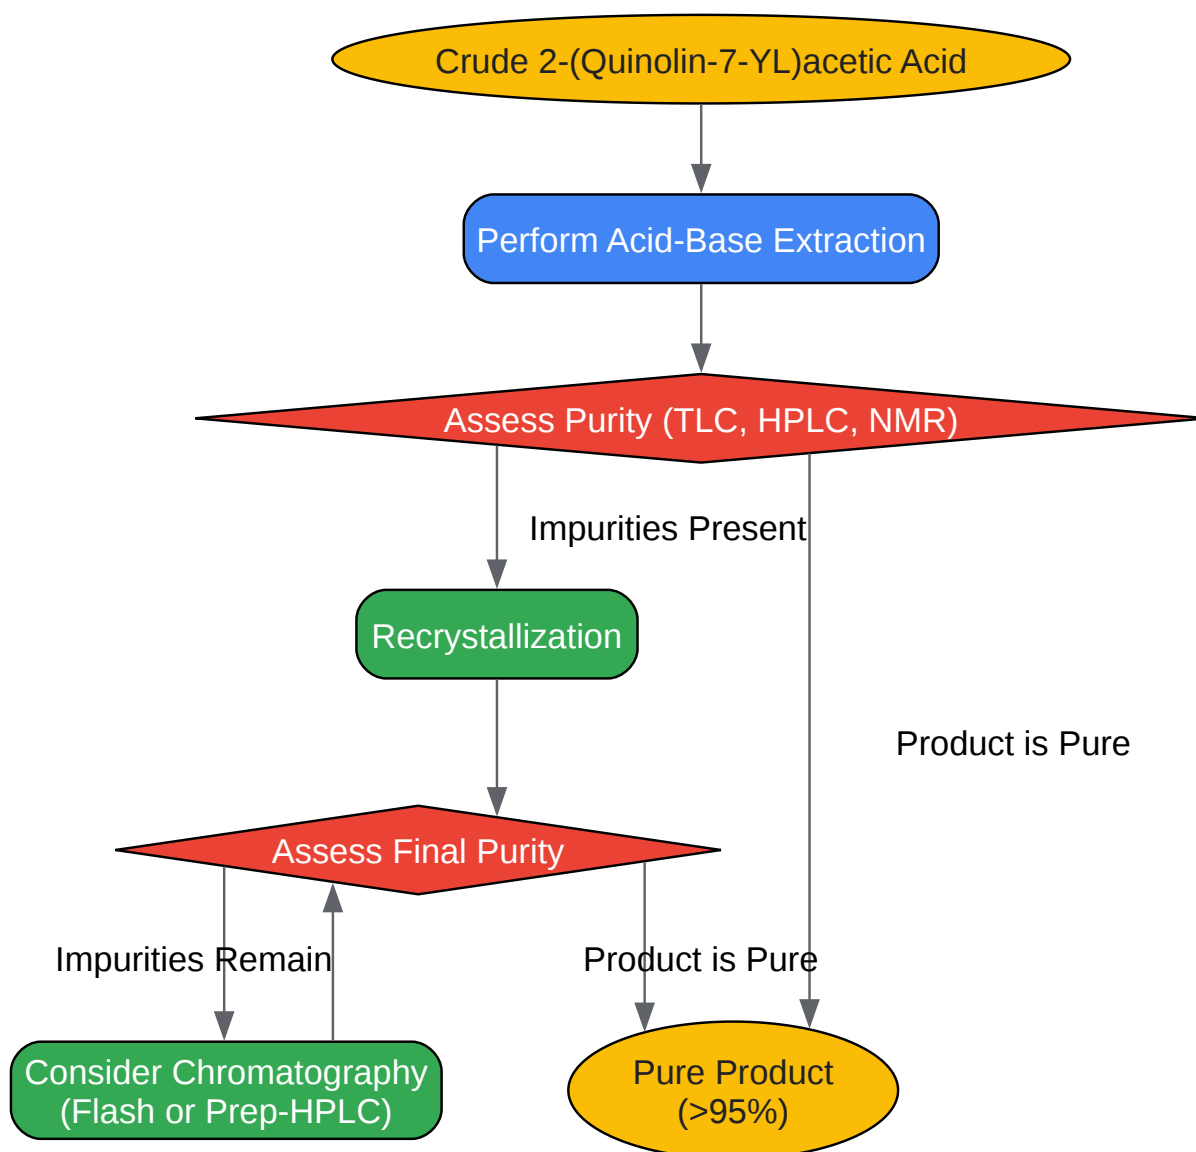 Crude 2-(Quinolin-7-YL)acetic Acid
Perform Acid-Base Extraction
Assess Purity (TLC, HPLC, NMR)
Impurities Present
Recrystallization
Product is Pure
Assess Final Purity
Impurities Remain
Product is Pure
Consider Chromatography
(Flash or Prep-HPLC)
Pure Product
(>95%)